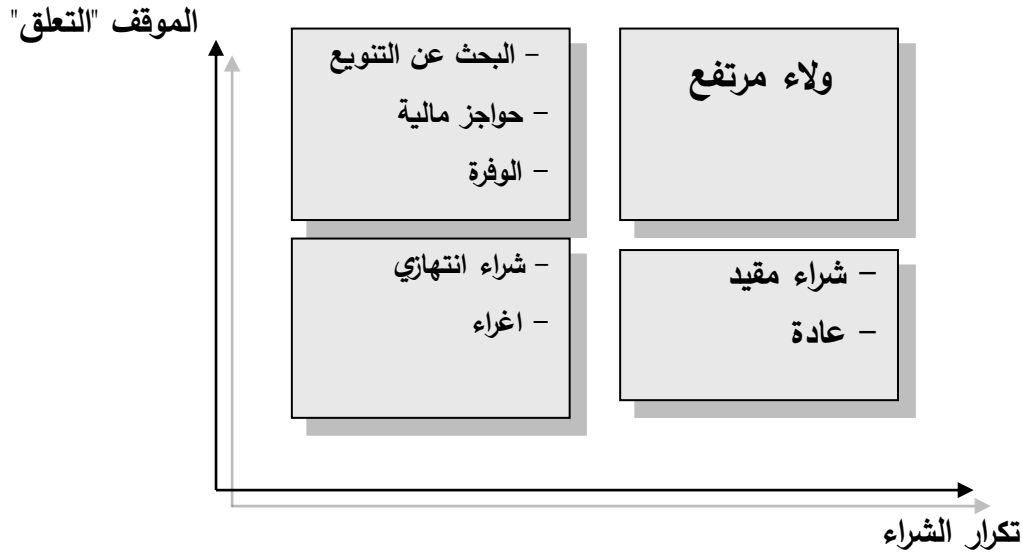 الموقف "التعلق"
ولاء مرتفع
- البحث عن التنويع
- حواجز مالية
- الوفرة
- شراء مقيد
- عادة
- شراء انتهازي
- اغراء
تكرار الشراء